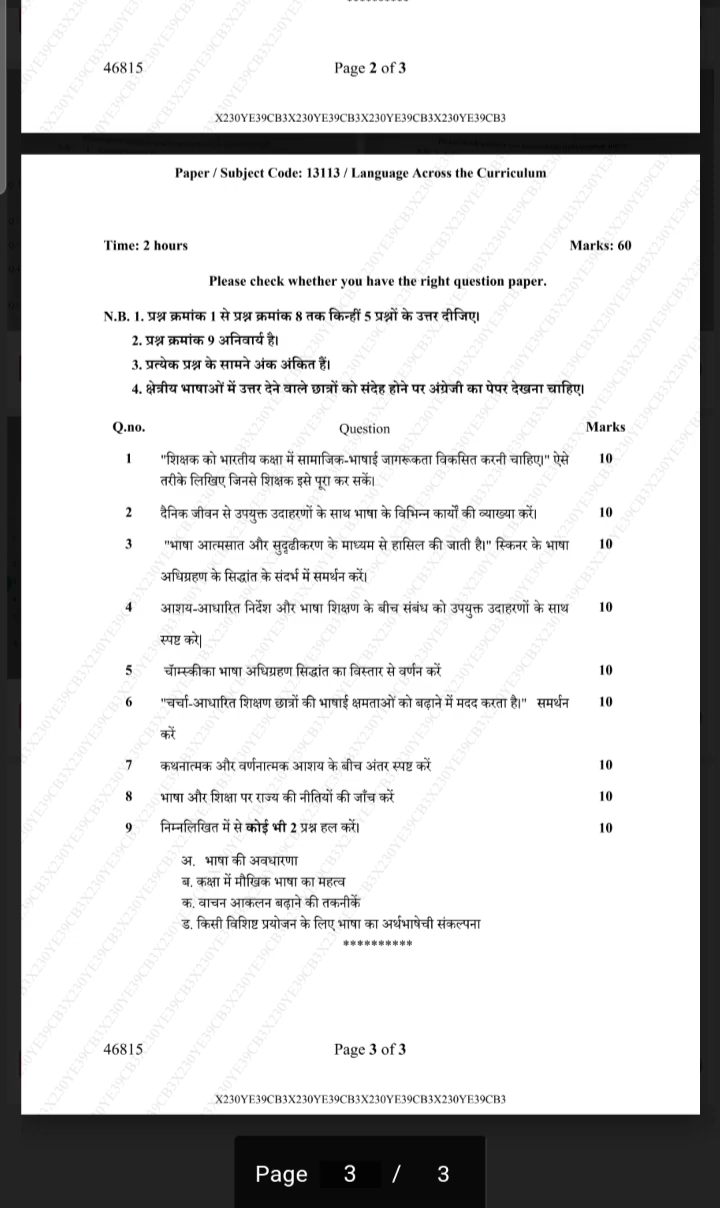 **********
46815
Page 2 of 3
X230YE39CB3X230YE39CB3X230YE39CB3X230YE39CB3
Paper / Subject Code: 13113 / Language Across the Curriculum
Time: 2 hours Marks: 60
Please check whether you have the right question paper.
N.B. 1. प्रश्न क्रमांक 1 से प्रश्न क्रमांक 8 तक किन्हीं 5 प्रश्नों के उत्तर दीजिए।
2. प्रश्न क्रमांक 9 अनिवार्य है।
3. प्रत्येक प्रश्न के सामने अंक अंकित हैं।
4. क्षेत्रीय भाषाओं में उत्तर देने वाले छात्रों को संदेह होने पर अंग्रेजी का पेपर देखना चाहिए।
Q.no. Question Marks
1 "शिक्षक को भारतीय कक्षा में सामाजिक-भाषाई जागरूकता विकसित करनी चाहिए।" ऐसे 10
तरीके लिखिए जिनसे शिक्षक इसे पूरा कर सकें।
2 दैनिक जीवन से उपयुक्त उदाहरणों के साथ भाषा के विभिन्न कार्यों की व्याख्या करें। 10
3 "भाषा आत्मसात और सुदृढीकरण के माध्यम से हासिल की जाती है।" स्किनर के भाषा 10
अधिग्रहण के सिद्धांत के संदर्भ में समर्थन करें।
4 आशय-आधारित निर्देश और भाषा शिक्षण के बीच संबंध को उपयुक्त उदाहरणों के साथ 10
स्पष्ट करे|
5 चॅाम्स्कीका भाषा अधिग्रहण सिद्धांत का विस्तार से वर्णन करें 10
6 "चर्चा-आधारित शिक्षण छात्रों की भाषाई क्षमताओं को बढ़ाने में मदद करता है।" समर्थन 10
करें
7 कथनात्मक और वर्णनात्मक आशय के बीच अंतर स्पष्ट करें 10
8 भाषा और शिक्षा पर राज्य की नीतियों की जाँच करें 10
9 निम्नलिखित में से कोई भी 2 प्रश्न हल करें। 10
अ. भाषा की अवधारणा
ब. कक्षा में मौखिक भाषा का महत्व
क. वाचन आकलन बढ़ाने की तकनीकें
ड. किसी विशिष्ट प्रयोजन के लिए भाषा का अर्थभाषेची संकल्पना
**********
46815
Page 3 of 3
X230YE39CB3X230YE39CB3X230YE39CB3X230YE39CB3
Page 3 / 3